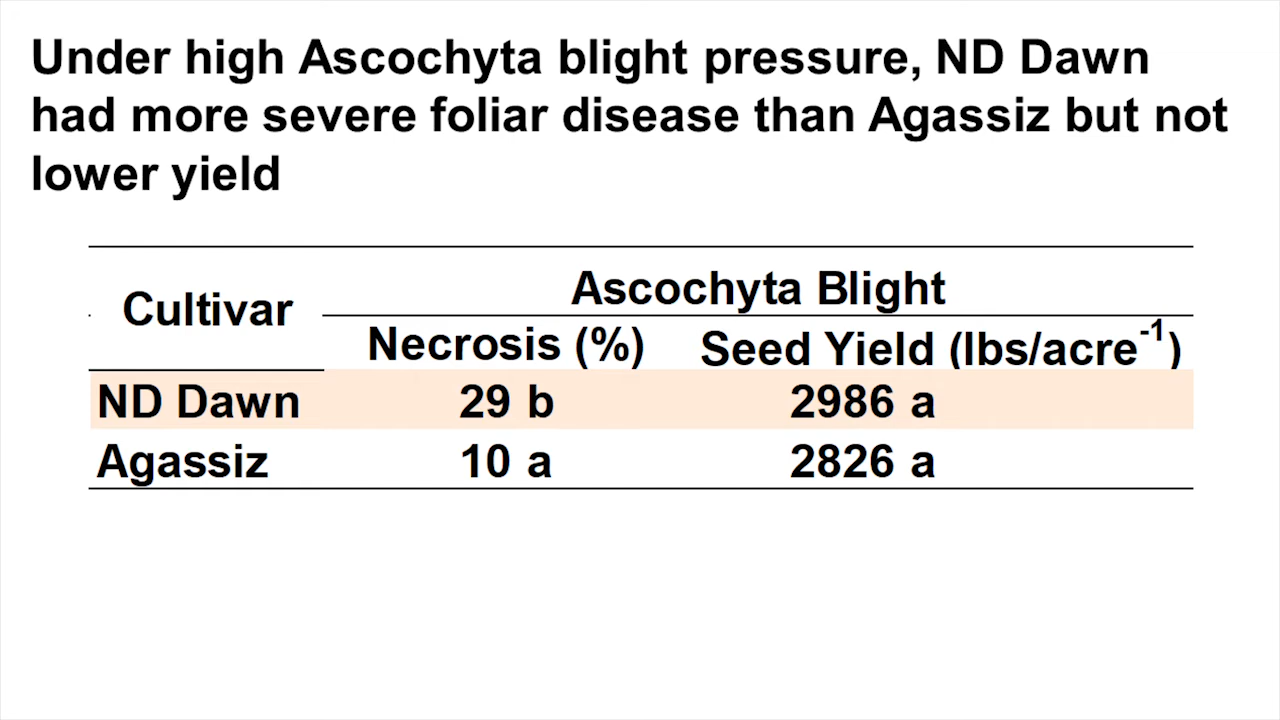 Under high Ascochyta blight pressure, ND Dawn
had more severe foliar disease than Agassiz but not
lower yield
Cultivar
Ascochyta Blight
Necrosis (%)
Seed Yield (lbs/acre⁻¹)
ND Dawn 29 b 2986 a
Agassiz 10 a 2826 a